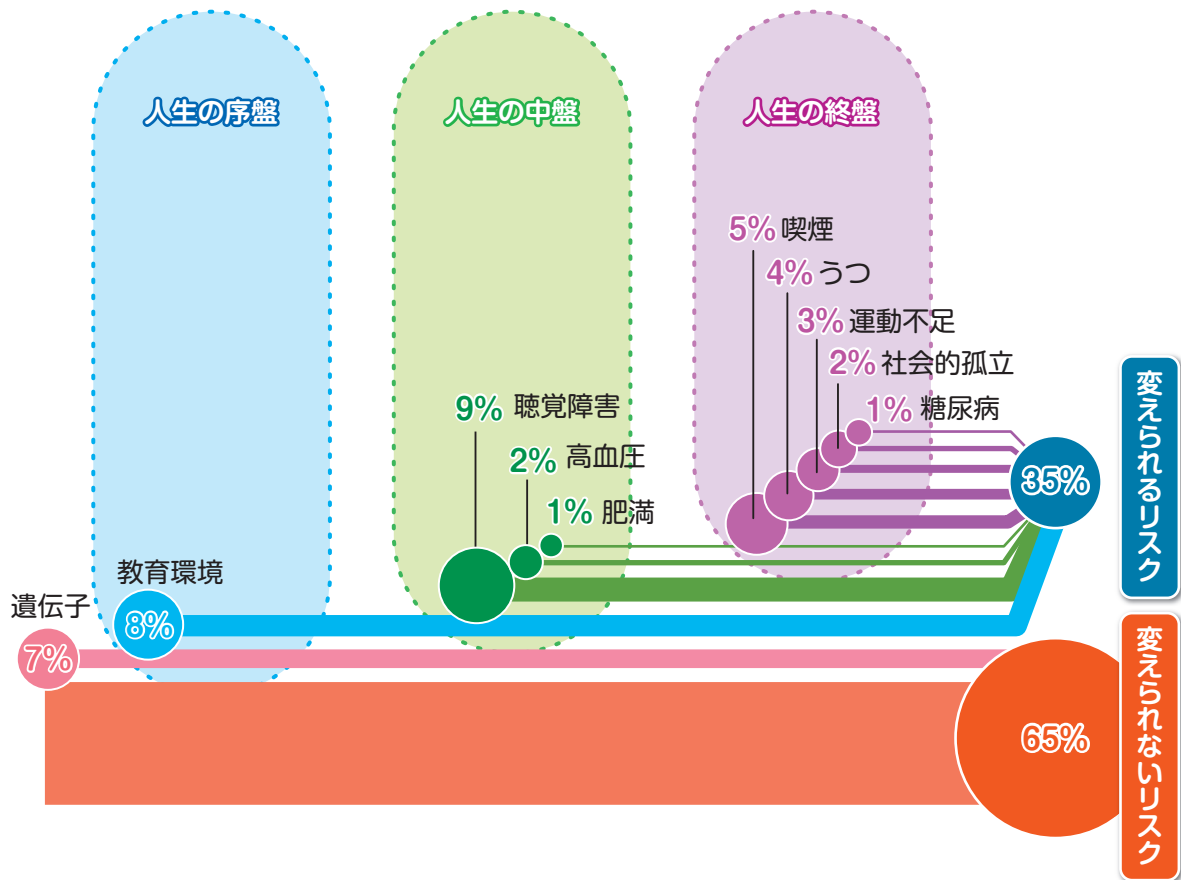 人生の序盤
人生の中盤
人生の終盤
5% 喫煙
4% うつ
3% 運動不足
2% 社会的孤立
1% 糖尿病
9% 聴覚障害
2% 高血圧
1% 肥満
教育環境
8%
遺伝子
7%
35%
変えられるリスク
65%
変えられないリスク